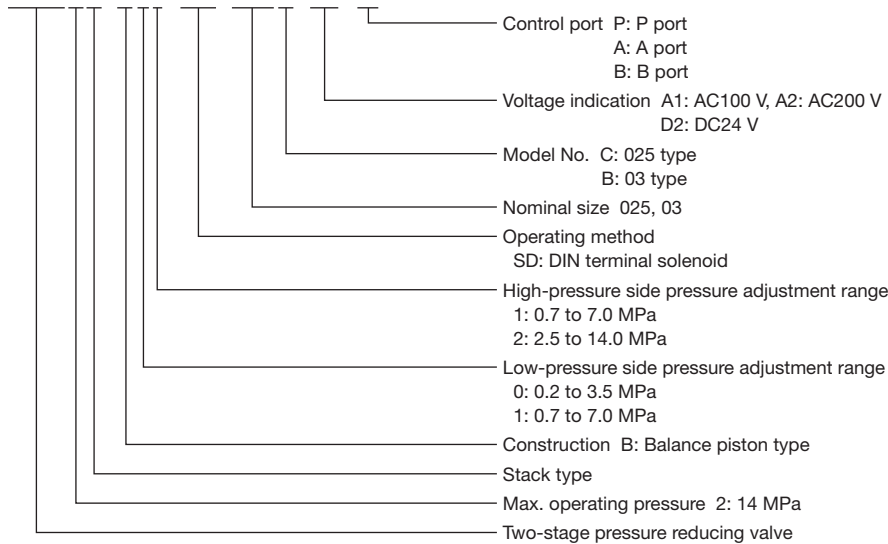 Control port P: P port
A: A port
B: B port
Voltage indication A1: AC100 V, A2: AC200 V
D2: DC24 V
Model No. C: 025 type
B: 03 type
Nominal size 025, 03
Operating method
SD: DIN terminal solenoid
High-pressure side pressure adjustment range
1: 0.7 to 7.0 MPa
2: 2.5 to 14.0 MPa
Low-pressure side pressure adjustment range
0: 0.2 to 3.5 MPa
1: 0.7 to 7.0 MPa
Construction B: Balance piston type
Stack type
Max. operating pressure 2: 14 MPa
Two-stage pressure reducing valve